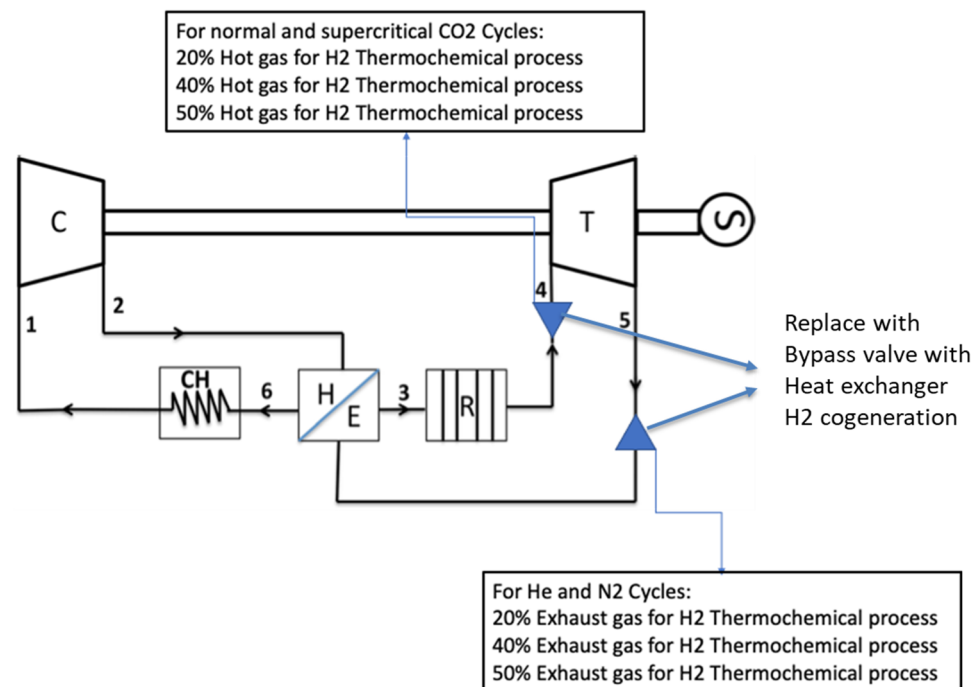 For normal and supercritical CO2 Cycles:
20% Hot gas for H2 Thermochemical process
40% Hot gas for H2 Thermochemical process
50% Hot gas for H2 Thermochemical process
C
T
S
4
2
1
5
Replace with
Bypass valve with
Heat exchanger
H2 cogeneration
CH
6
H
E
3
R
For He and N2 Cycles:
20% Exhaust gas for H2 Thermochemical process
40% Exhaust gas for H2 Thermochemical process
50% Exhaust gas for H2 Thermochemical process